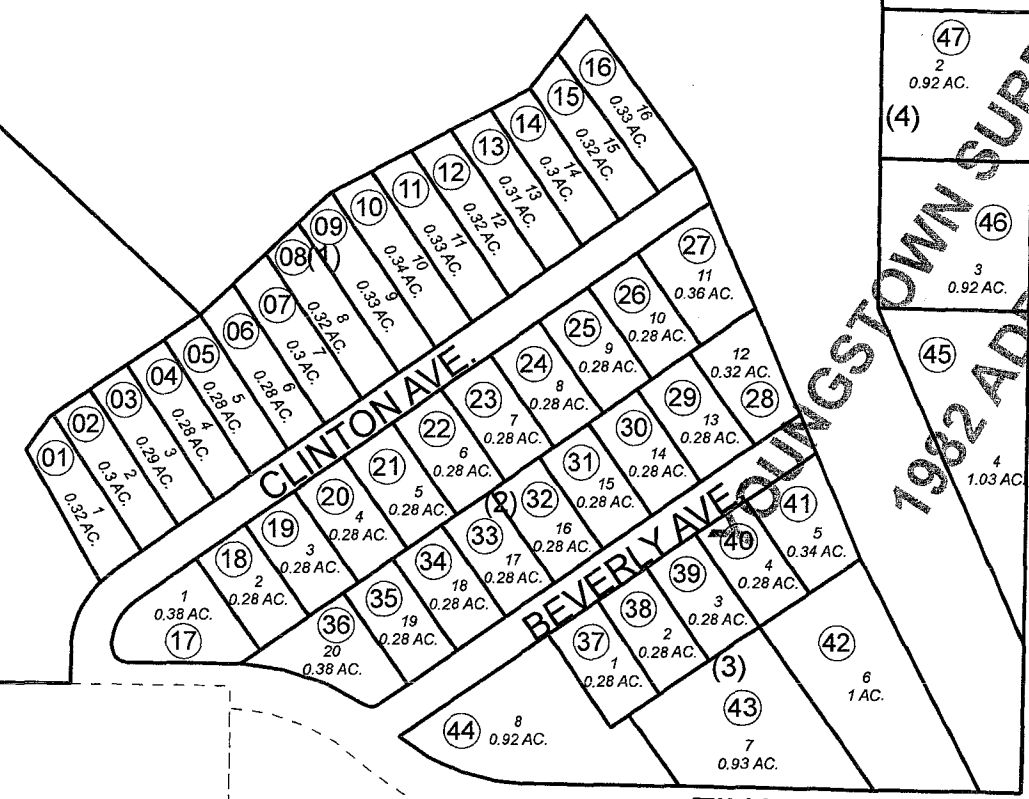 47
2
0.92 AC.
(4)
46
3
0.92 AC.
45
4
1.03 AC.
16
16
0.33 AC.
15
15
0.32 AC.
14
14
0.3 AC.
13
13
0.31 AC.
12
12
0.32 AC.
11
11
0.33 AC.
10
10
0.34 AC.
09
9
0.33 AC.
08
(1)
8
0.32 AC.
07
7
0.3 AC.
06
6
0.28 AC.
05
5
0.28 AC.
04
4
0.28 AC.
03
3
0.29 AC.
02
2
0.3 AC.
01
1
0.32 AC.
CLINTON AVE.
27
11
0.36 AC.
26
10
0.28 AC.
25
9
0.28 AC.
24
8
0.28 AC.
23
7
0.28 AC.
22
6
0.28 AC.
21
5
0.28 AC.
20
4
0.28 AC.
19
3
0.28 AC.
18
2
0.28 AC.
1
0.38 AC.
17
12
0.32 AC.
28
29
13
0.28 AC.
30
14
0.28 AC.
31
15
0.28 AC.
(2)
32
16
0.28 AC.
33
17
0.28 AC.
34
18
0.28 AC.
35
19
0.28 AC.
36
20
0.38 AC.
BEVERLY AVE.
41
5
0.34 AC.
40
4
0.28 AC.
39
3
0.28 AC.
38
2
0.28 AC.
37
1
0.28 AC.
(3)
42
6
1 AC.
43
7
0.93 AC.
44
8
0.92 AC.
YOUNGSTOWN
1982